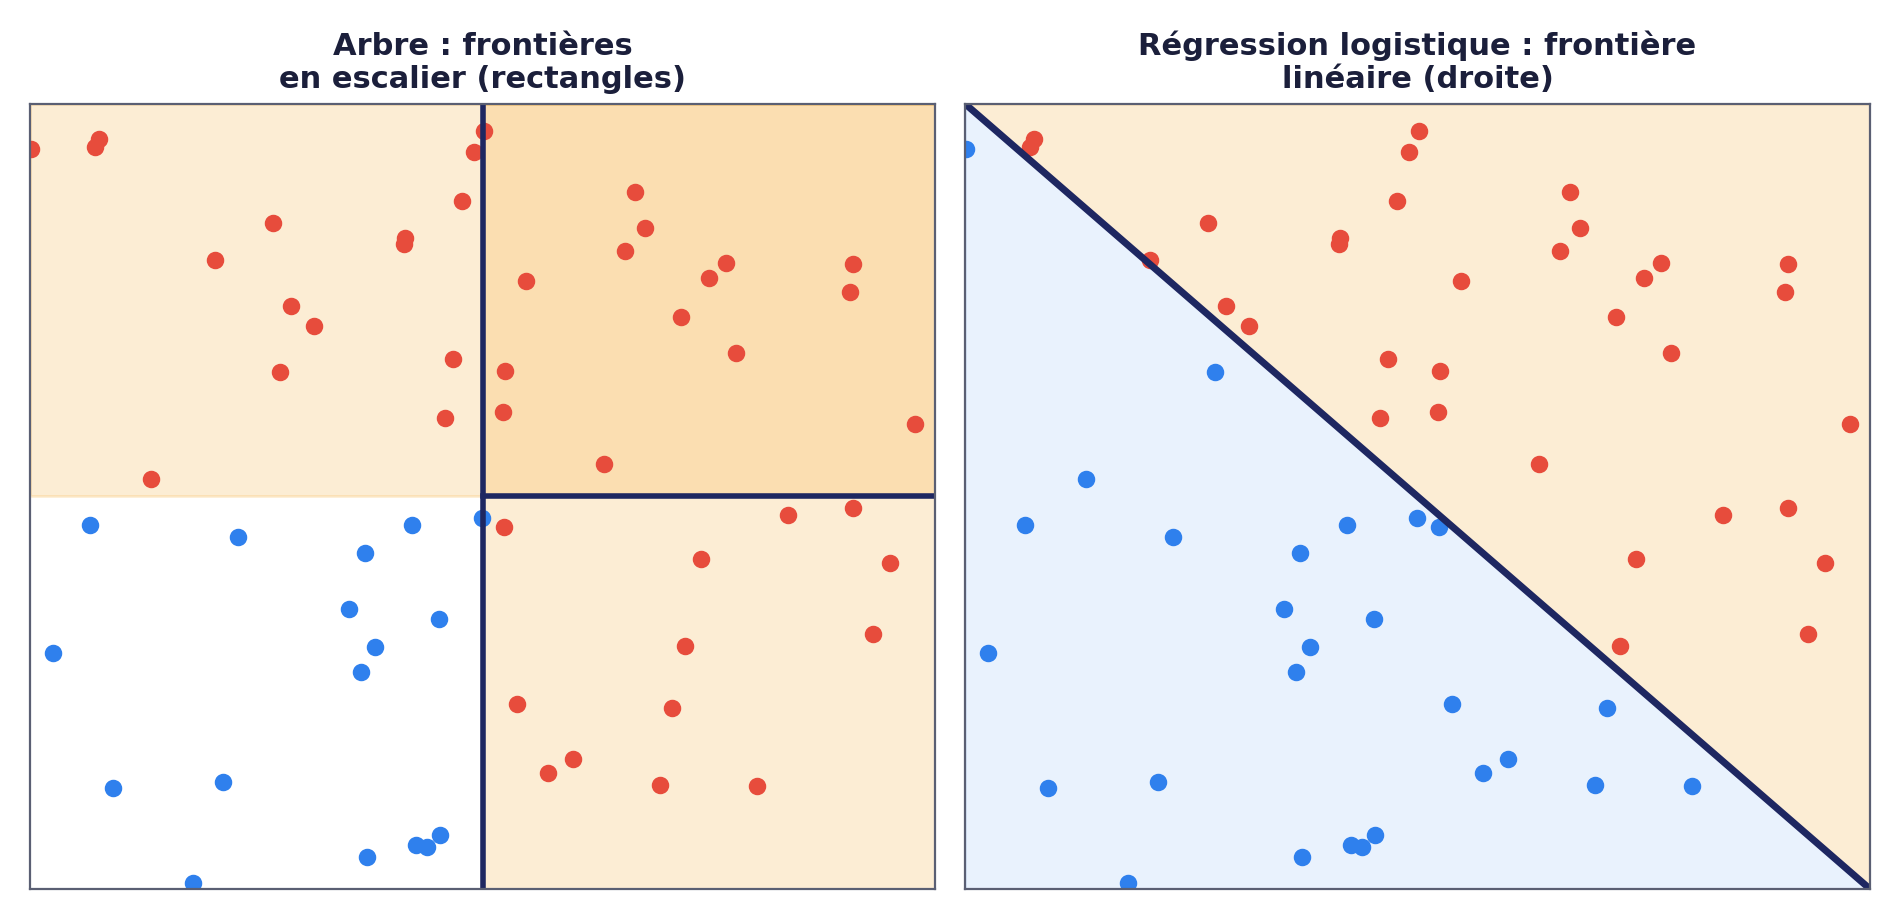 Arbre : frontières
en escalier (rectangles)
Régression logistique : frontière
linéaire (droite)